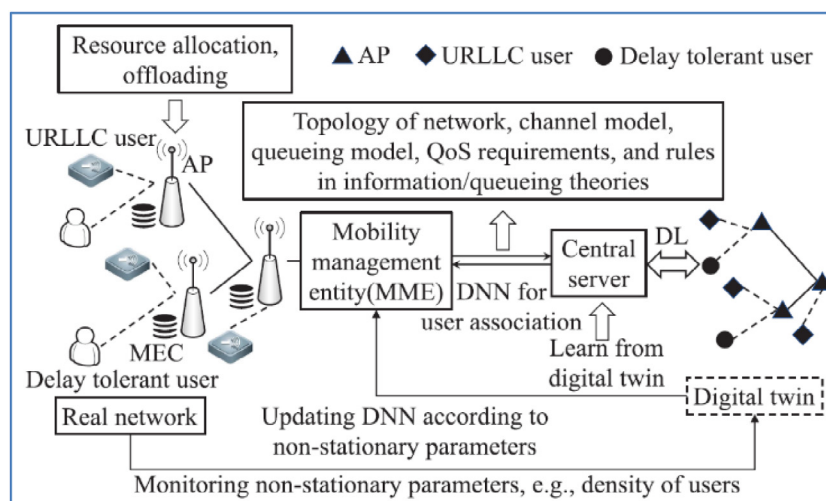 Resource allocation,
offloading
AP
URLLC user
Delay tolerant user
URLLC user
AP
Topology of network, channel model,
queueing model, QoS requirements, and rules
in information/queueing theories
Mobility
management
entity(MME)
Central
server
DL
DNN for
user association
MEC
Delay tolerant user
Learn from
digital twin
Real network
Updating DNN according to
non-stationary parameters
Digital twin
Monitoring non-stationary parameters, e.g., density of users